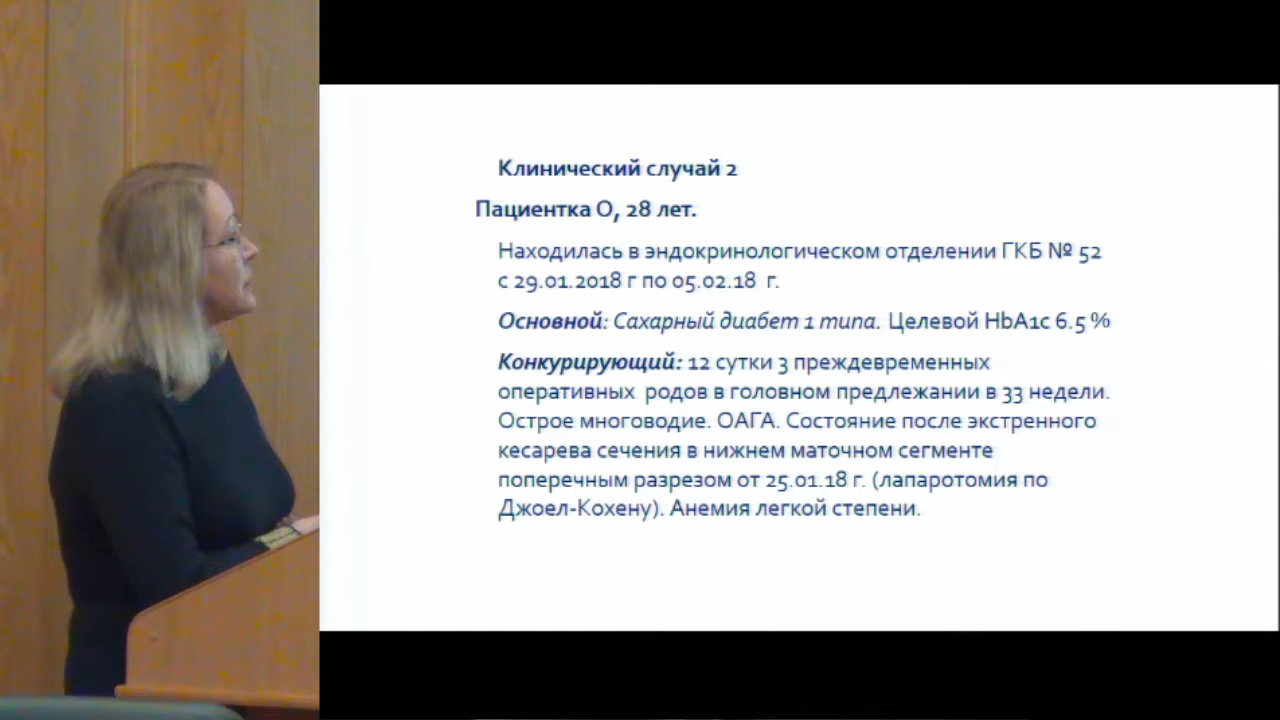 Клинический случай 2
Пациентка О, 28 лет.
Находилась в эндокринологическом отделении ГКБ № 52
с 29.01.2018 г по 05.02.18 г.
Основной: Сахарный диабет 1 типа. Целевой HbA1c 6.5 %
Конкурирующий: 12 сутки 3 преждевременных
оперативных родов в головном предлежании в 33 недели.
Острое многоводие. ОАГА. Состояние после экстренного
кесарева сечения в нижнем маточном сегменте
поперечным разрезом от 25.01.18 г. (лапаротомия по
Джоел-Кохену). Анемия легкой степени.